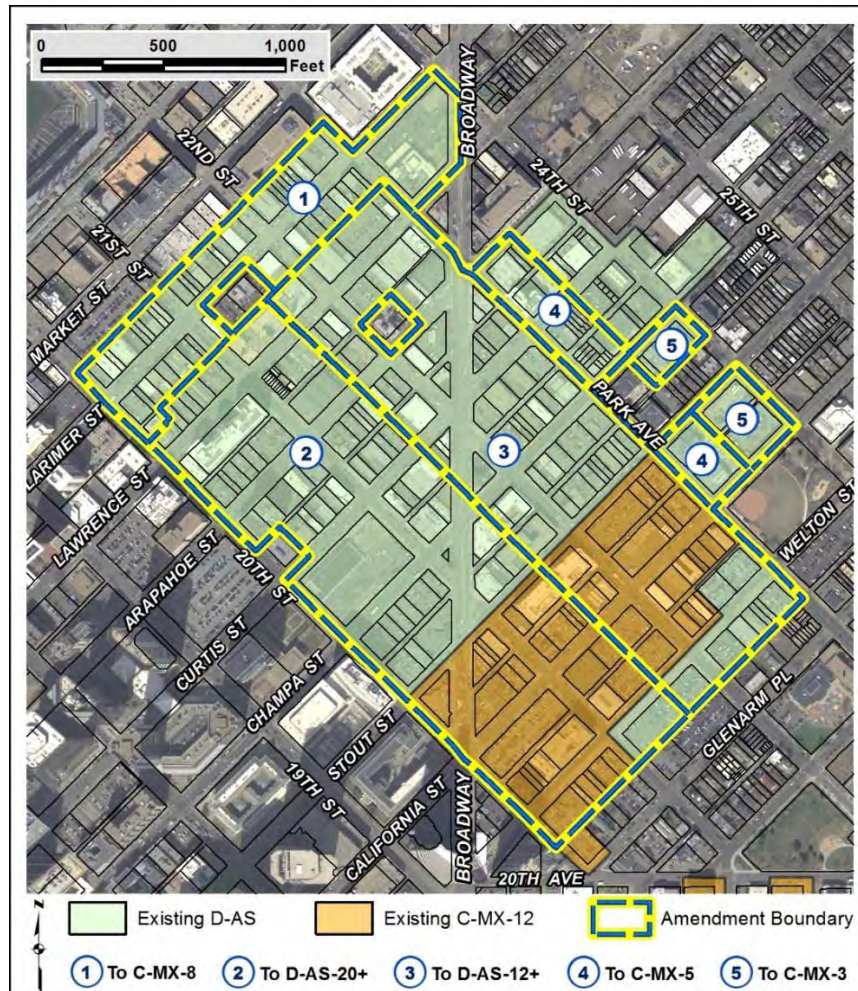 0 500 1,000
Feet
BROADWAY
22ND ST
24TH ST
25TH ST
21ST ST
MARKET ST
1
4
5
PARK AVE
5
LARIMER ST
2
3
4
LAWRENCE ST
WELTON ST
ARAPAHOE ST
20TH ST
CURTIS ST
CHAMPA ST
GLENARM PL
STOUT ST
19TH ST
CALIFORNIA ST
BROADWAY
20TH AVE
N
Existing D-AS Existing C-MX-12 Amendment Boundary
1 To C-MX-8 2 To D-AS-20+ 3 To D-AS-12+ 4 To C-MX-5 5 To C-MX-3